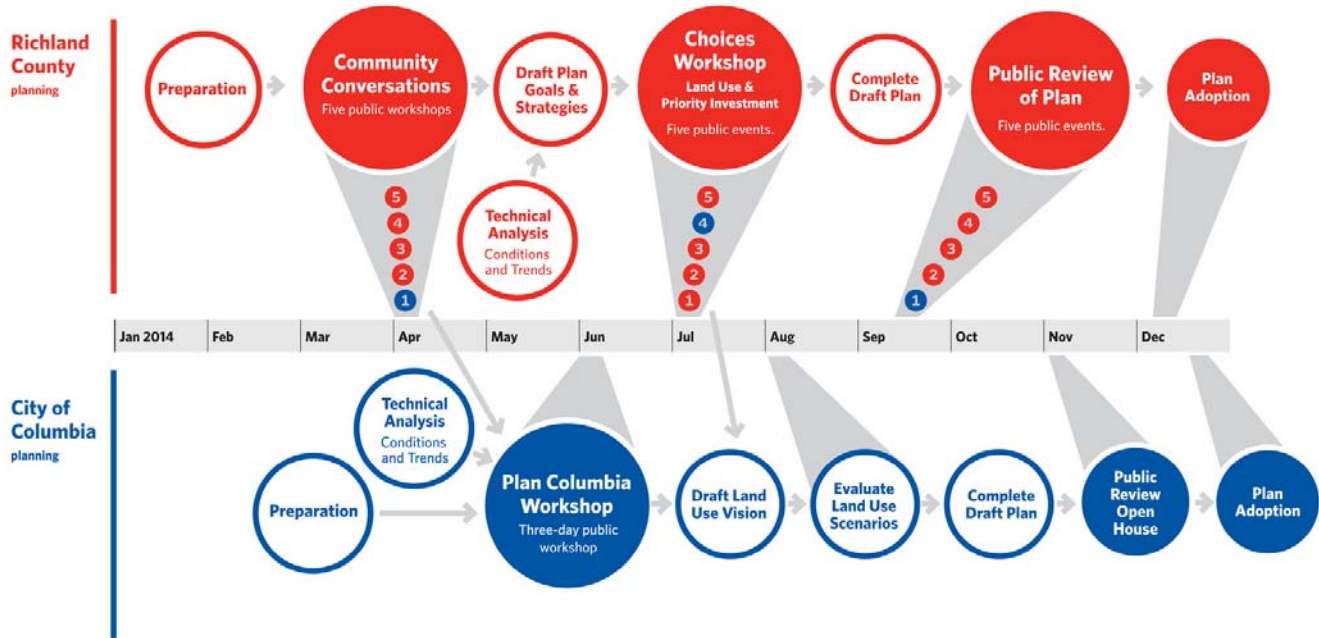 Richland
County
planning
Preparation
Community
Conversations
Five public workshops
Draft Plan
Goals &
Strategies
Choices
Workshop
Land Use &
Priority Investment
Five public events.
Complete
Draft Plan
Public Review
of Plan
Five public events.
Plan
Adoption
Technical
Analysis
Conditions
and Trends
5
4
3
2
1
5
4
3
2
1
5
4
3
2
1
Jan 2014
Feb
Mar
Apr
May
Jun
Jul
Aug
Sep
Oct
Nov
Dec
City of
Columbia
planning
Technical
Analysis
Conditions
and Trends
Preparation
Plan Columbia
Workshop
Three-day public
workshop
Draft Land
Use Vision
Evaluate
Land Use
Scenarios
Complete
Draft Plan
Public
Review
Open
House
Plan
Adoption